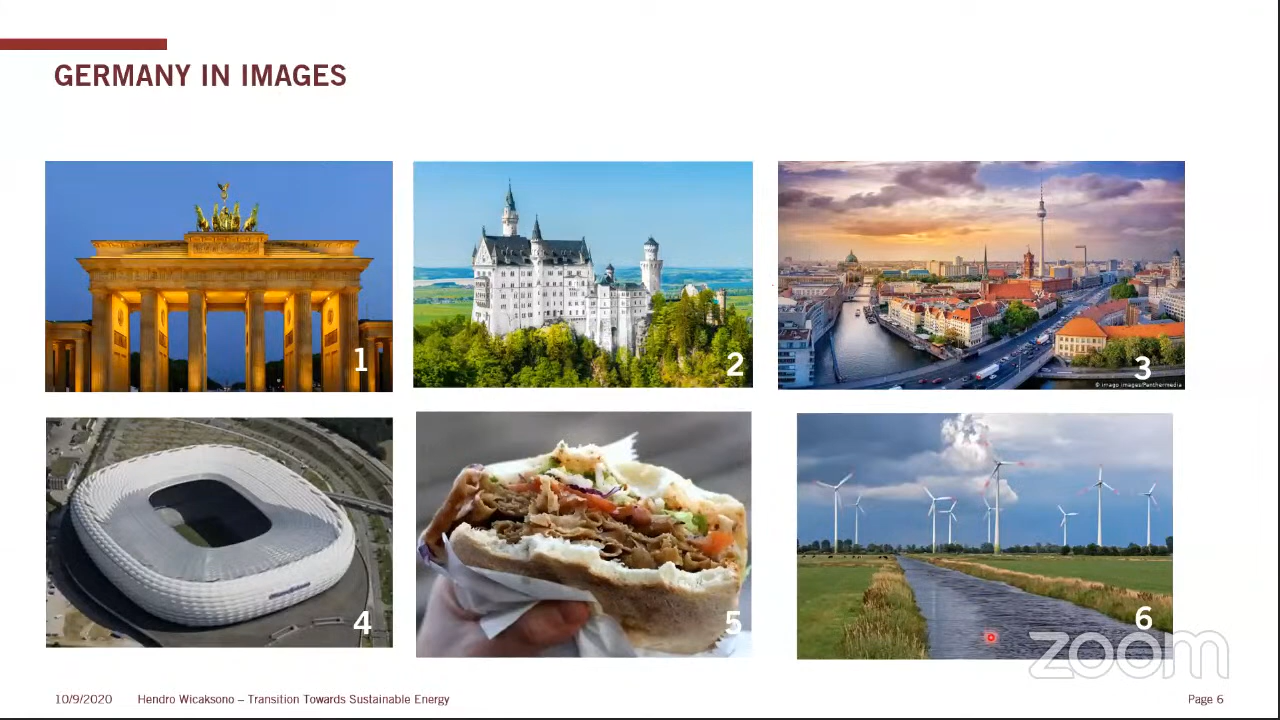 GERMANY IN IMAGES
1
2
3
© imago images/Panthermedia
4
5
6
zoom
10/9/2020 Hendro Wicaksono – Transition Towards Sustainable Energy Page 6